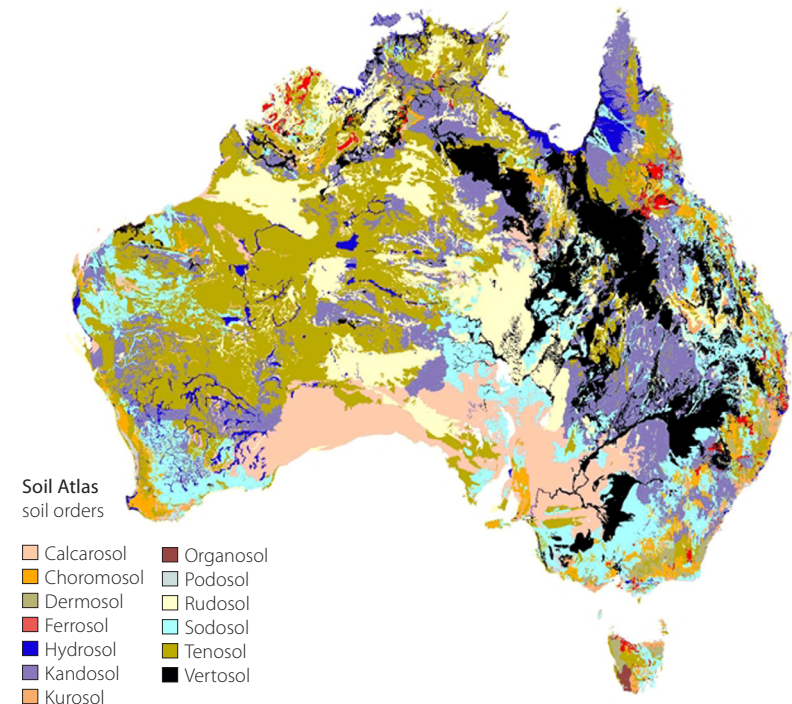 Soil Atlas
soil orders
Calcarosol
Choromosol
Dermosol
Ferrosol
Hydrosol
Kandosol
Kurosol
Organosol
Podosol
Rudosol
Sodosol
Tenosol
Vertosol